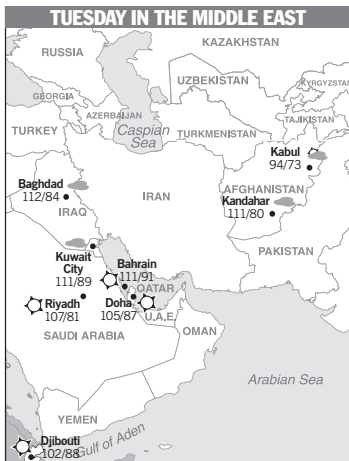 TUESDAY IN THE MIDDLE EAST
KAZAKHSTAN
RUSSIA
UZBEKISTAN
KYRGYZSTAN
GEORGIA
AZERBAIJAN
TAJIKISTAN
TURKEY
Caspian
Sea
TURKMENISTAN
Kabul
94/73
Baghdad
112/84
IRAN
AFGHANISTAN
Kandahar
111/80
IRAQ
PAKISTAN
Kuwait
City
111/89
Bahrain
111/91
QATAR
Riyadh
107/81
Doha
105/87
U.A.E.
SAUDI ARABIA
OMAN
Arabian Sea
YEMEN
Djibouti
102/88
Gulf of Aden